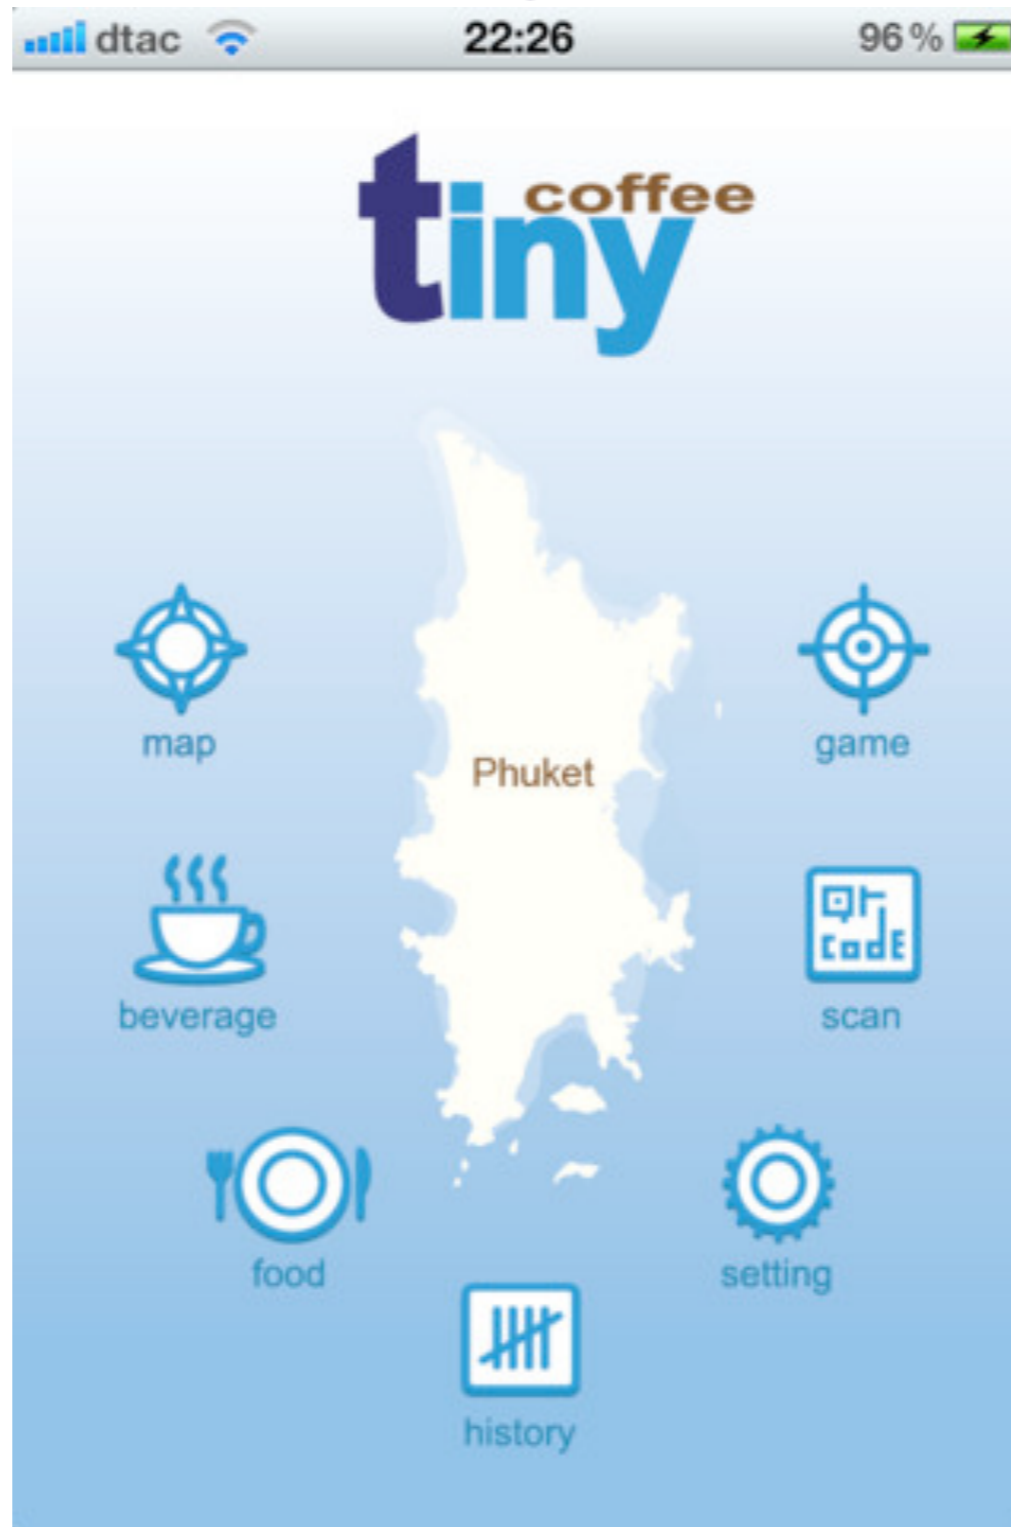 dtac 22:26 96 %
coffee
tiny
map
game
Phuket
Qr
CodE
beverage
scan
food
setting
history